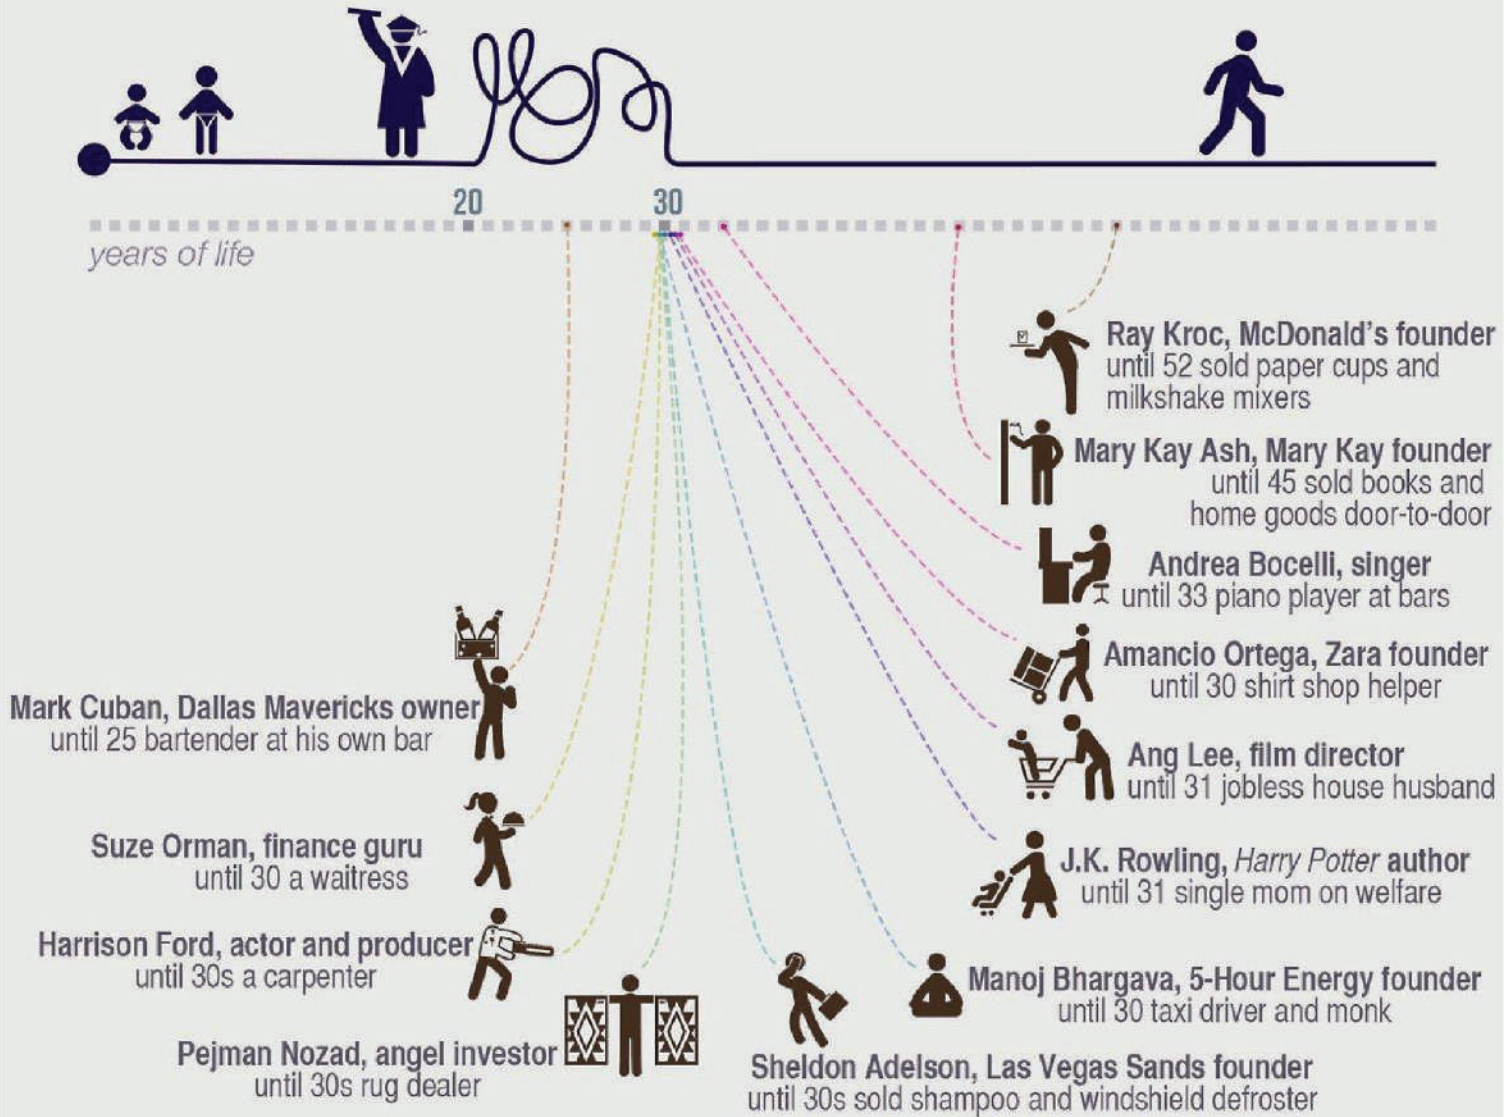 20
30
years of life
Ray Kroc, McDonald's founder
until 52 sold paper cups and
milkshake mixers
Mary Kay Ash, Mary Kay founder
until 45 sold books and
home goods door-to-door
Andrea Bocelli, singer
until 33 piano player at bars
Amancio Ortega, Zara founder
until 30 shirt shop helper
Ang Lee, film director
until 31 jobless house husband
J.K. Rowling, Harry Potter author
until 31 single mom on welfare
Manoj Bhargava, 5-Hour Energy founder
until 30 taxi driver and monk
Sheldon Adelson, Las Vegas Sands founder
until 30s sold shampoo and windshield defroster
Mark Cuban, Dallas Mavericks owner
until 25 bartender at his own bar
Suze Orman, finance guru
until 30 a waitress
Harrison Ford, actor and producer
until 30s a carpenter
Pejman Nozad, angel investor
until 30s rug dealer